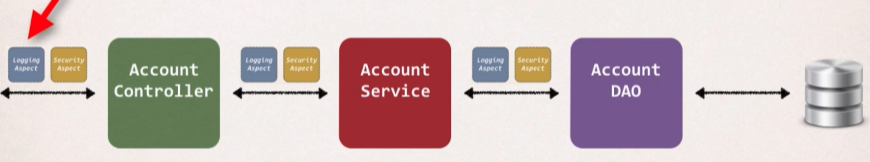 Logging Security
Aspect Aspect
Account
Controller
Logging Security
Aspect Aspect
Account
Service
Logging Security
Aspect Aspect
Account
DAO